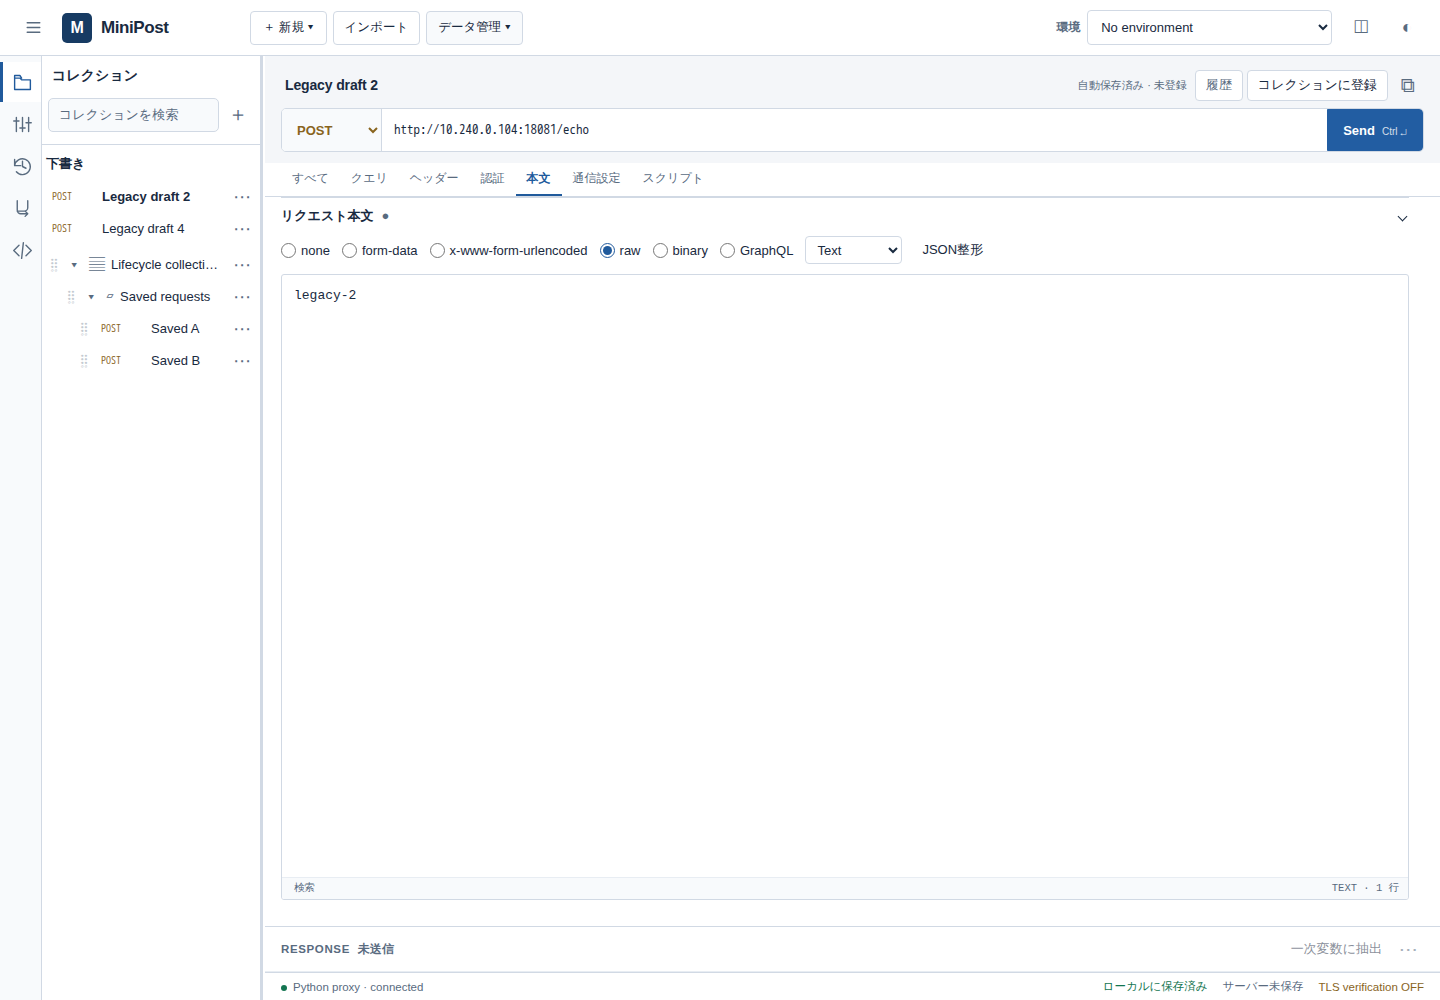 M MiniPost ＋ 新規 ▾ インポート データ管理 ▾ 環境 No environment
コレクション
コレクションを検索 ＋
下書き
POST Legacy draft 2 ···
POST Legacy draft 4 ···
Lifecycle collecti… ···
Saved requests ···
POST Saved A ···
POST Saved B ···
Legacy draft 2 自動保存済み · 未登録 履歴 コレクションに登録
POST http://10.240.0.104:18081/echo Send Ctrl ↵
すべて クエリ ヘッダー 認証 本文 通信設定 スクリプト
リクエスト本文 ●
none form-data x-www-form-urlencoded raw binary GraphQL Text JSON整形
legacy-2
検索 TEXT · 1 行
RESPONSE 未送信 一次変数に抽出 ···
Python proxy · connected ローカルに保存済み サーバー未保存 TLS verification OFF